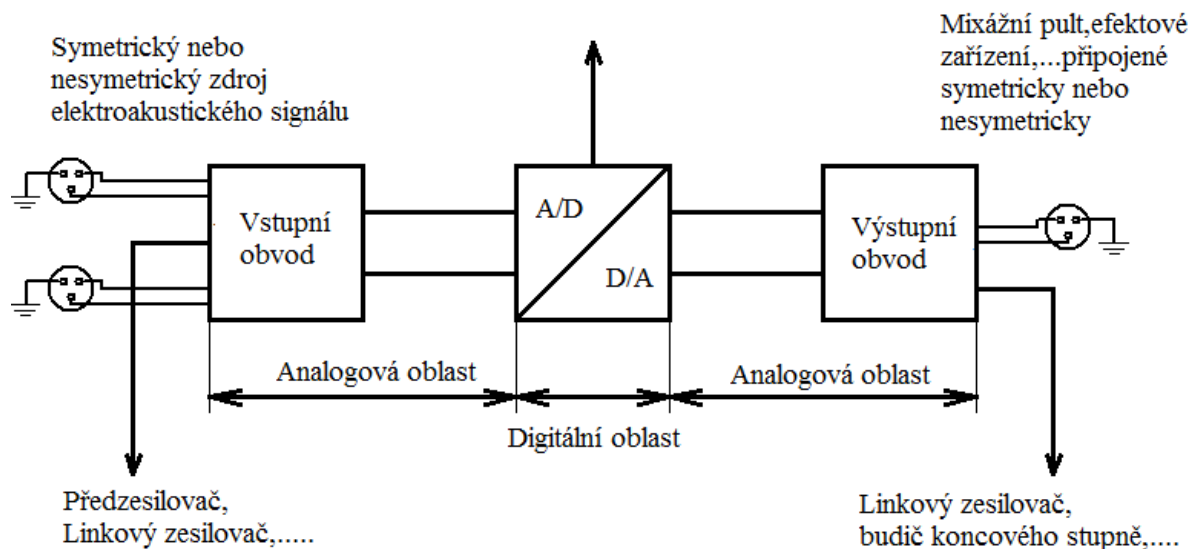 Symetrický nebo
nesymetrický zdroj
elektroakustického signálu
Mixážní pult,efektové
zařízení,...připojené
symetricky nebo
nesymetricky
Vstupní
obvod
A/D
D/A
Výstupní
obvod
Analogová oblast
Analogová oblast
Digitální oblast
Předzesilovač,
Linkový zesilovač,.....
Linkový zesilovač,
budič koncového stupně,....